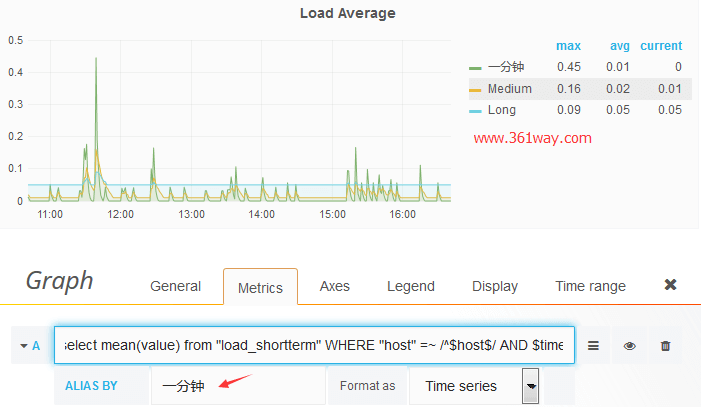 Load Average
max avg current
一分钟 0.45 0.01 0
Medium 0.16 0.02 0.01
Long 0.09 0.05 0.05
www.361way.com
0.5
0.4
0.3
0.2
0.1
0
11:00 12:00 13:00 14:00 15:00 16:00
Graph General Metrics Axes Legend Display Time range
A select mean(value) from "load_shortterm" WHERE "host" =~ /^$host$/ AND $time
ALIAS BY 一分钟 Format as Time series